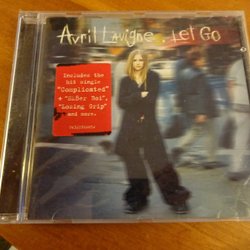 Avril Lavigne . Let Go
Includes the
hit single
"Complicated"
+ "Sk8er Boi",
"Losing Grip"
and more.